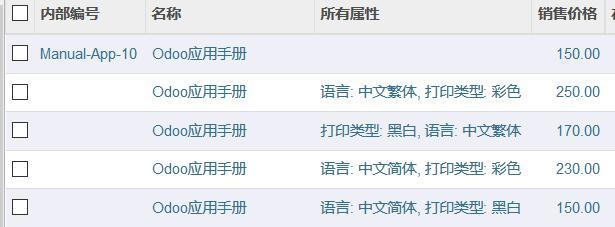 内部编号 名称 所有属性 销售价格
Manual-App-10 Odoo应用手册 150.00
Odoo应用手册 语言: 中文繁体, 打印类型: 彩色 250.00
Odoo应用手册 打印类型: 黑白, 语言: 中文繁体 170.00
Odoo应用手册 语言: 中文简体, 打印类型: 彩色 230.00
Odoo应用手册 语言: 中文简体, 打印类型: 黑白 150.00